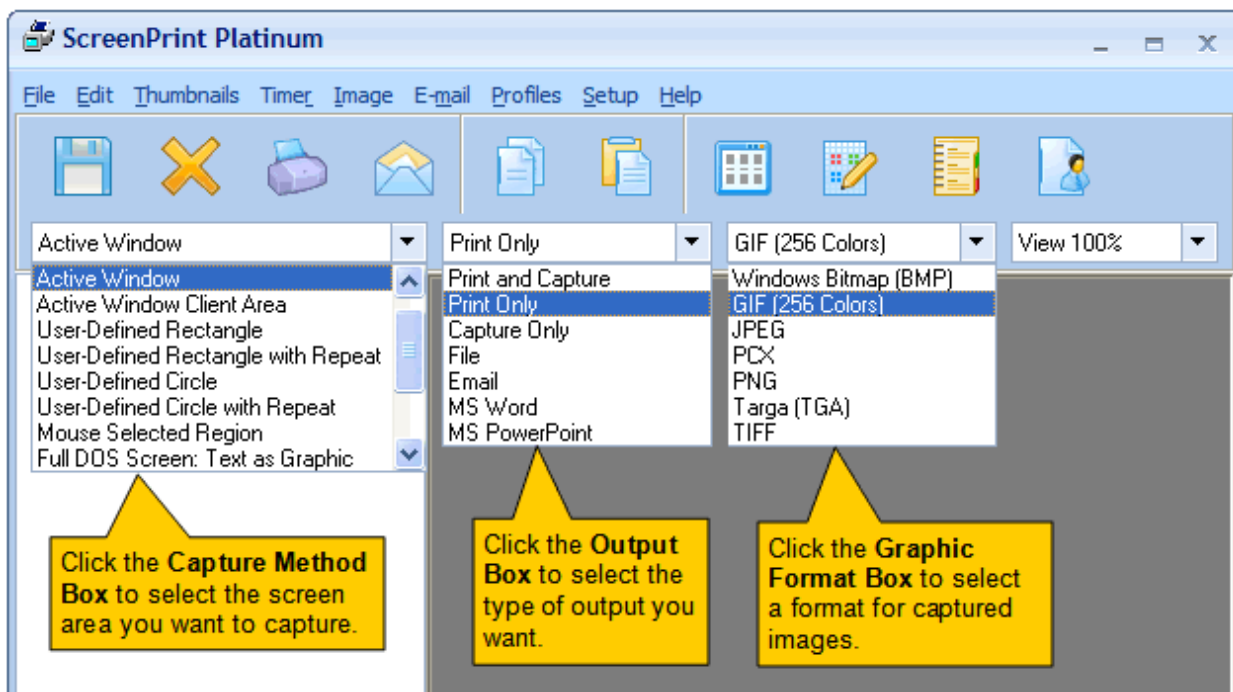 ScreenPrint Platinum
File Edit Thumbnails Timer Image E-mail Profiles Setup Help
Active Window
Print Only
GIF (256 Colors)
View 100%
Active Window
Active Window Client Area
User-Defined Rectangle
User-Defined Rectangle with Repeat
User-Defined Circle
User-Defined Circle with Repeat
Mouse Selected Region
Full DOS Screen: Text as Graphic
Print and Capture
Print Only
Capture Only
File
Email
MS Word
MS PowerPoint
Windows Bitmap (BMP)
GIF (256 Colors)
JPEG
PCX
PNG
Targa (TGA)
TIFF
Click the Capture Method
Box to select the screen
area you want to capture.
Click the Output
Box to select the
type of output you
want.
Click the Graphic
Format Box to select
a format for captured
images.